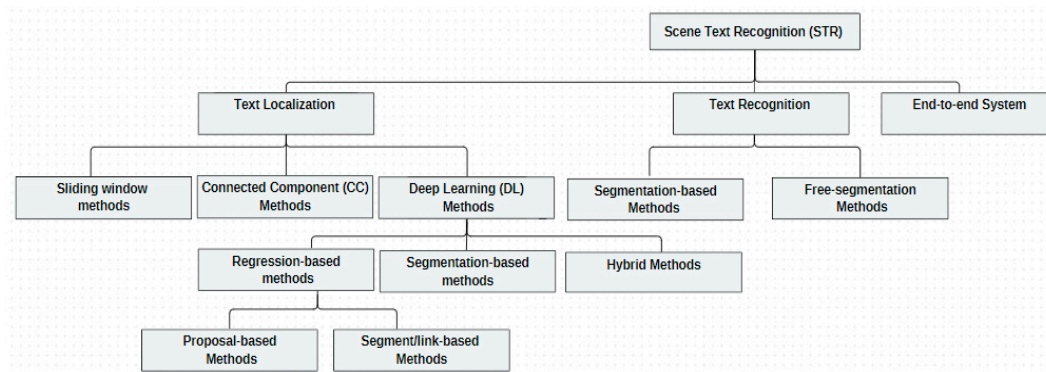 Scene Text Recognition (STR)
Text Localization
Text Recognition
End-to-end System
Sliding window
methods
Connected Component (CC)
Methods
Deep Learning (DL)
Methods
Segmentation-based
Methods
Free-segmentation
Methods
Regression-based
methods
Segmentation-based
methods
Hybrid Methods
Proposal-based
Methods
Segment/link-based
Methods